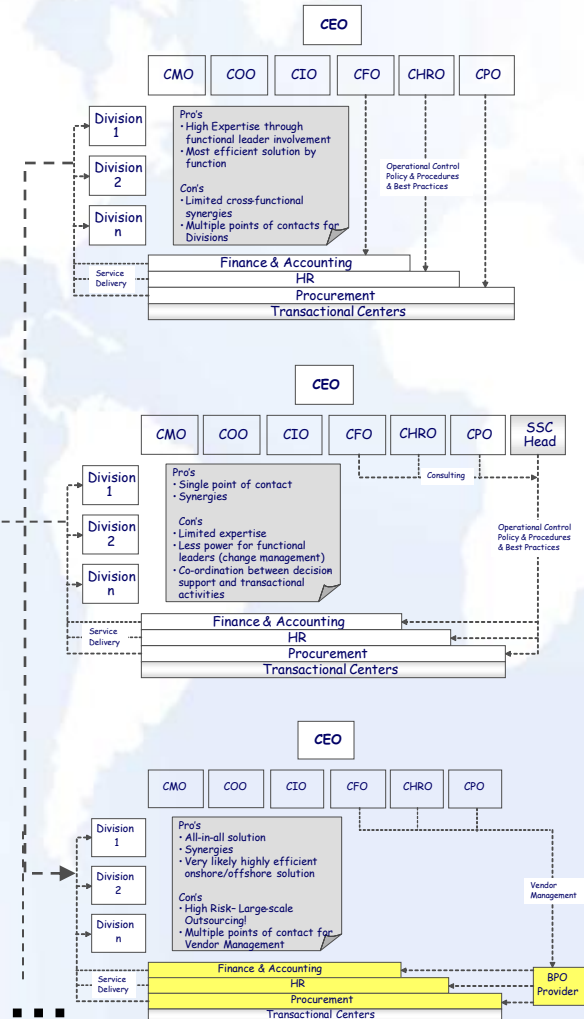 CEO
CMO COO CIO CFO CHRO CPO
Division
1
Division
2
Division
n
Pro's
• High Expertise through
functional leader involvement
• Most efficient solution by
function
Con's
• Limited cross-functional
synergies
• Multiple points of contacts for
Divisions
Operational Control
Policy & Procedures
& Best Practices
Service
Delivery
Finance & Accounting
HR
Procurement
Transactional Centers
CEO
CMO COO CIO CFO CHRO CPO SSC
Head
Division
1
Division
2
Division
n
Pro's
• Single point of contact
• Synergies
Con's
• Limited expertise
• Less power for functional
leaders (change management)
• Co-ordination between decision
support and transactional
activities
Consulting
Operational Control
Policy & Procedures
& Best Practices
Service
Delivery
Finance & Accounting
HR
Procurement
Transactional Centers
CEO
CMO COO CIO CFO CHRO CPO
Division
1
Division
2
Division
n
Pro's
• All-in-all solution
• Synergies
• Very likely highly efficient
onshore/offshore solution
Con's
• High Risk– Large-scale
Outsourcing!
• Multiple points of contact for
Vendor Management
Vendor
Management
Service
Delivery
Finance & Accounting
HR
Procurement
Transactional Centers
BPO
Provider